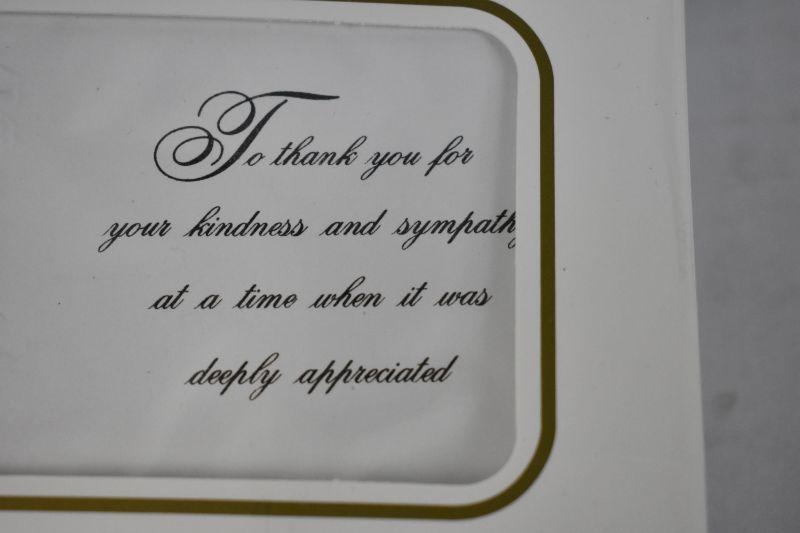 To thank you for
your kindness and sympathy
at a time when it was
deeply appreciated